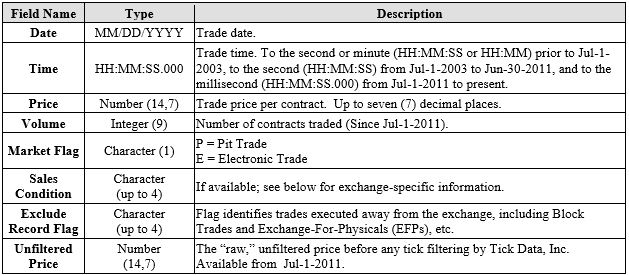 Field Name Type Description
Date MM/DD/YYYY Trade date.
Time HH:MM:SS.000 Trade time. To the second or minute (HH:MM:SS or HH:MM) prior to Jul-1-
2003, to the second (HH:MM:SS) from Jul-1-2003 to Jun-30-2011, and to the
millisecond (HH:MM:SS.000) from Jul-1-2011 to present.
Price Number (14,7) Trade price per contract. Up to seven (7) decimal places.
Volume Integer (9) Number of contracts traded (Since Jul-1-2011).
Market Flag Character (1) P = Pit Trade
E = Electronic Trade
Sales Condition Character (up to 4) If available; see below for exchange-specific information.
Exclude Record Flag Character (up to 4) Flag identifies trades executed away from the exchange, including Block
Trades and Exchange-For-Physicals (EFPs), etc.
Unfiltered Price Number (14,7) The “raw,” unfiltered price before any tick filtering by Tick Data, Inc.
Available from Jul-1-2011.